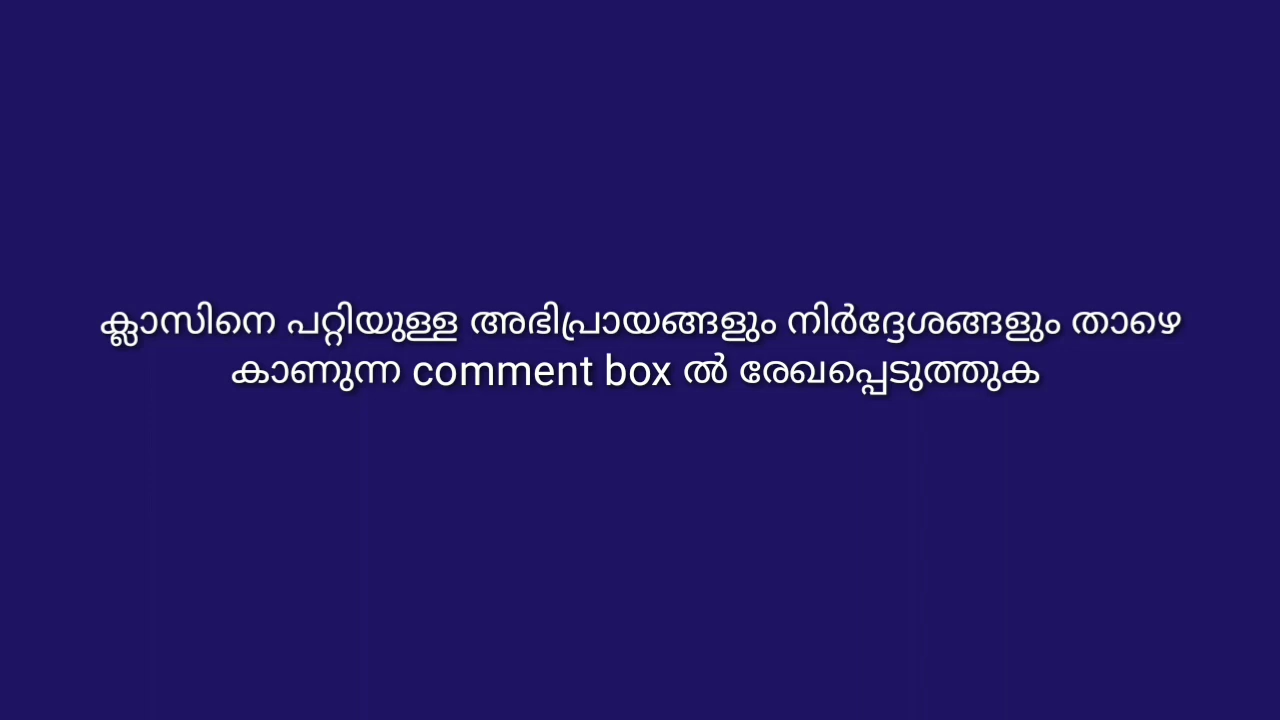 ക്ലാസിനെ പറ്റിയുള്ള അഭിപ്രായങ്ങളും നിർദ്ദേശങ്ങളും താഴെ
കാണുന്ന comment box ൽ രേഖപ്പെടുത്തുക